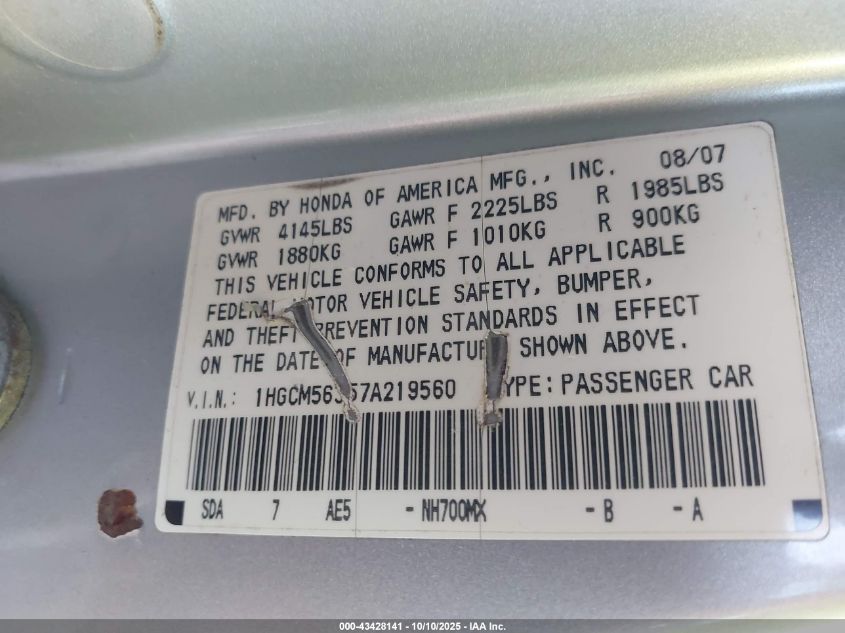 MFD. BY HONDA OF AMERICA MFG., INC. 08/07
GVWR 4145LBS GAWR F 2225LBS R 1985LBS
GVWR 1880KG GAWR F 1010KG R 900KG
THIS VEHICLE CONFORMS TO ALL APPLICABLE
FEDERAL MOTOR VEHICLE SAFETY, BUMPER,
AND THEFT PREVENTION STANDARDS IN EFFECT
ON THE DATE OF MANUFACTURE SHOWN ABOVE.
V.I.N.: 1HGCM56357A219560 TYPE: PASSENGER CAR
SDA 7 AE5 - NH700MX - B - A
000-43428141 - 10/10/2025 - IAA Inc.